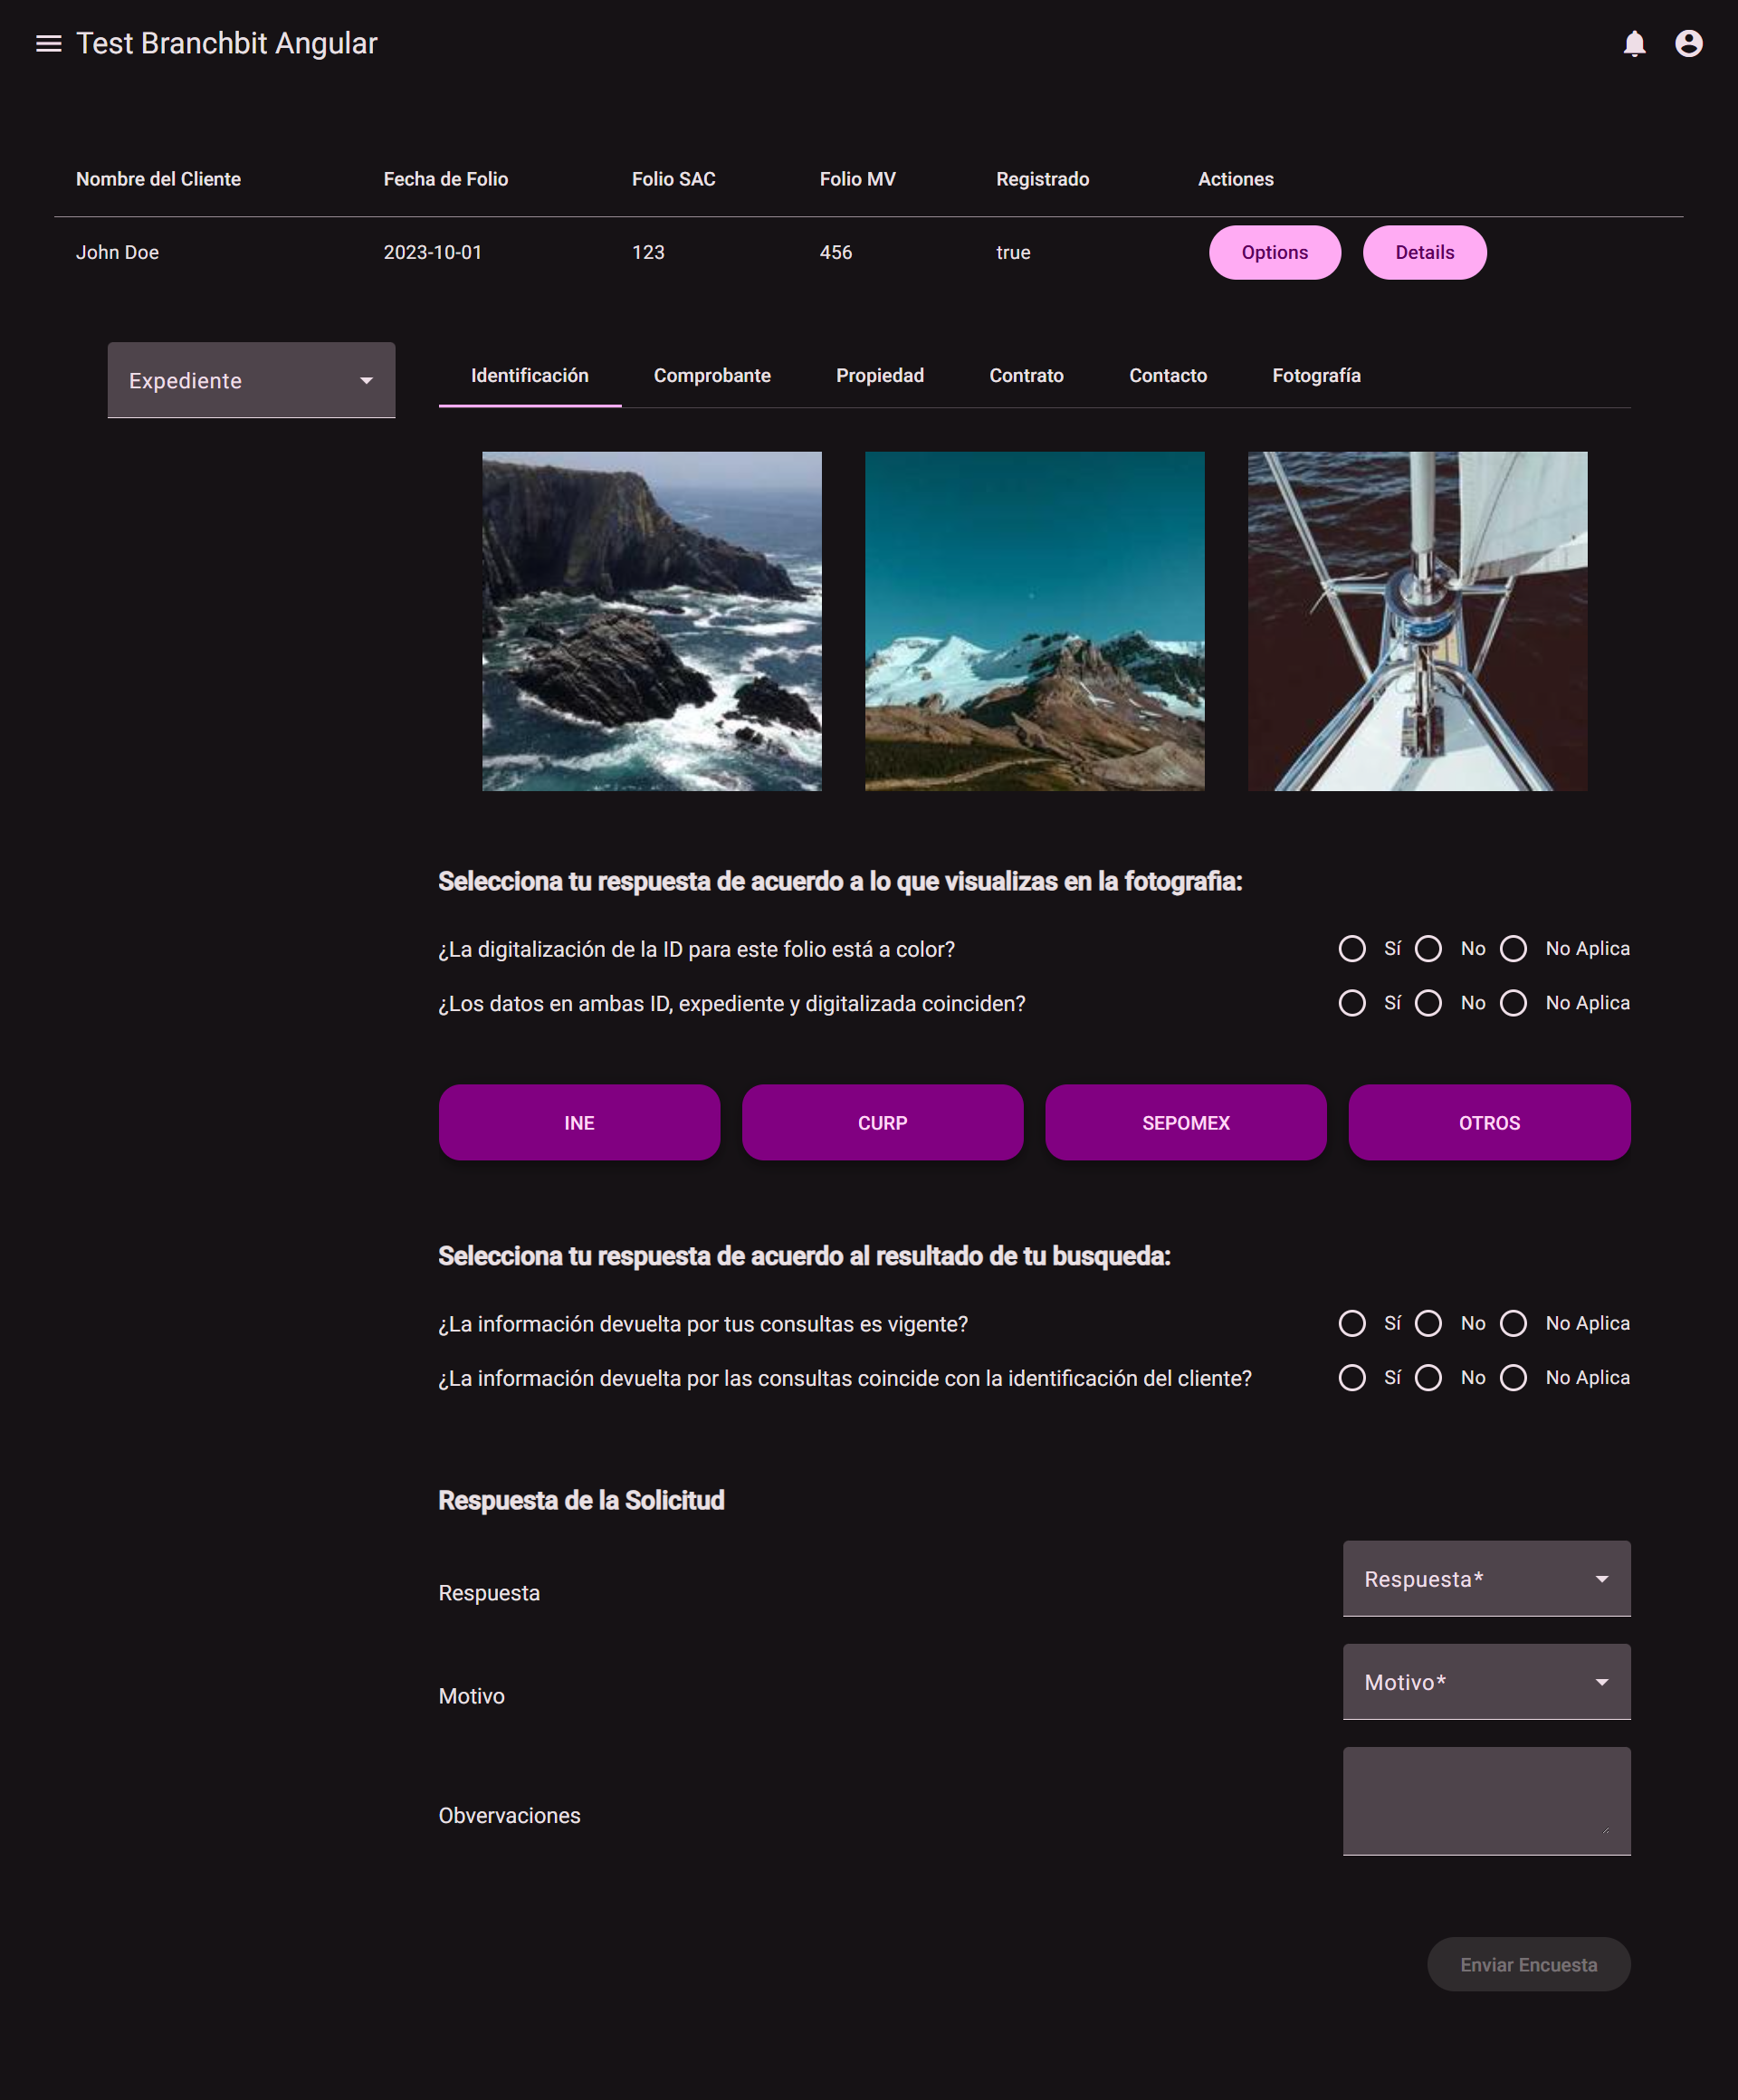 Test Branchbit Angular
Nombre del Cliente Fecha de Folio Folio SAC Folio MV Registrado Actiones
John Doe 2023-10-01 123 456 true Options Details
Expediente
Identificación Comprobante Propiedad Contrato Contacto Fotografía
Selecciona tu respuesta de acuerdo a lo que visualizas en la fotografia:
¿La digitalización de la ID para este folio está a color? Sí No No Aplica
¿Los datos en ambas ID, expediente y digitalizada coinciden? Sí No No Aplica
INE CURP SEPOMEX OTROS
Selecciona tu respuesta de acuerdo al resultado de tu busqueda:
¿La información devuelta por tus consultas es vigente? Sí No No Aplica
¿La información devuelta por las consultas coincide con la identificación del cliente? Sí No No Aplica
Respuesta de la Solicitud
Respuesta Respuesta*
Motivo Motivo*
Obvervaciones
Enviar Encuesta